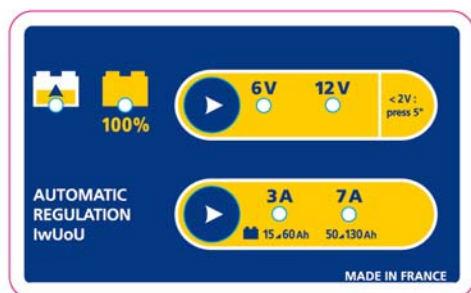 6V 12V
<2V:
press 5"
100%
AUTOMATIC
REGULATION
IwUoU
3A 7A
15◢60Ah 50◢130Ah
MADE IN FRANCE